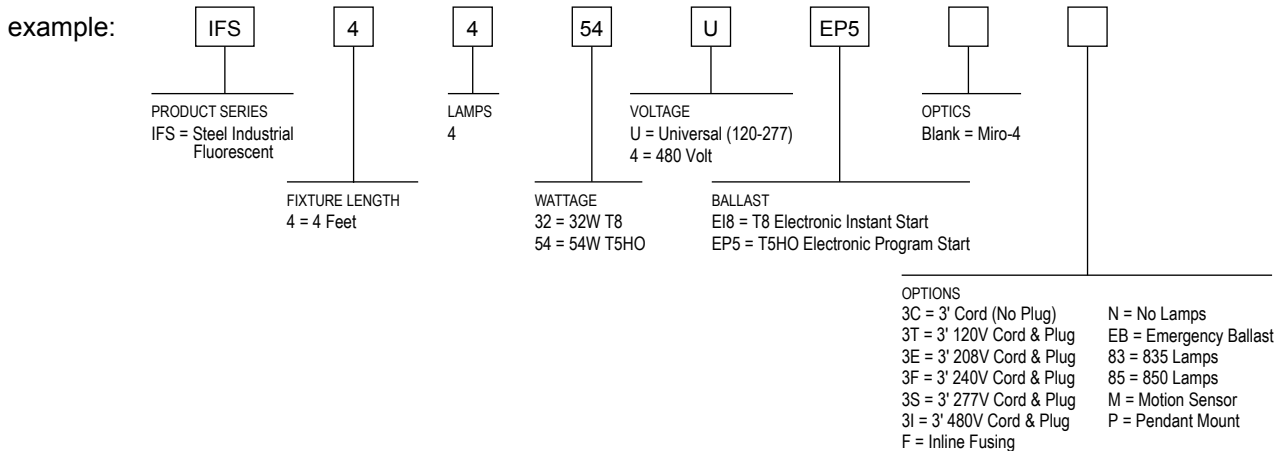 example:
IFS
4
4
54
U
EP5
PRODUCT SERIES
IFS = Steel Industrial
Fluorescent
FIXTURE LENGTH
4 = 4 Feet
LAMPS
4
WATTAGE
32 = 32W T8
54 = 54W T5HO
VOLTAGE
U = Universal (120-277)
4 = 480 Volt
BALLAST
EI8 = T8 Electronic Instant Start
EP5 = T5HO Electronic Program Start
OPTICS
Blank = Miro-4
OPTIONS
3C = 3' Cord (No Plug)
3T = 3' 120V Cord & Plug
3E = 3' 208V Cord & Plug
3F = 3' 240V Cord & Plug
3S = 3' 277V Cord & Plug
3I = 3' 480V Cord & Plug
F = Inline Fusing
N = No Lamps
EB = Emergency Ballast
83 = 835 Lamps
85 = 850 Lamps
M = Motion Sensor
P = Pendant Mount